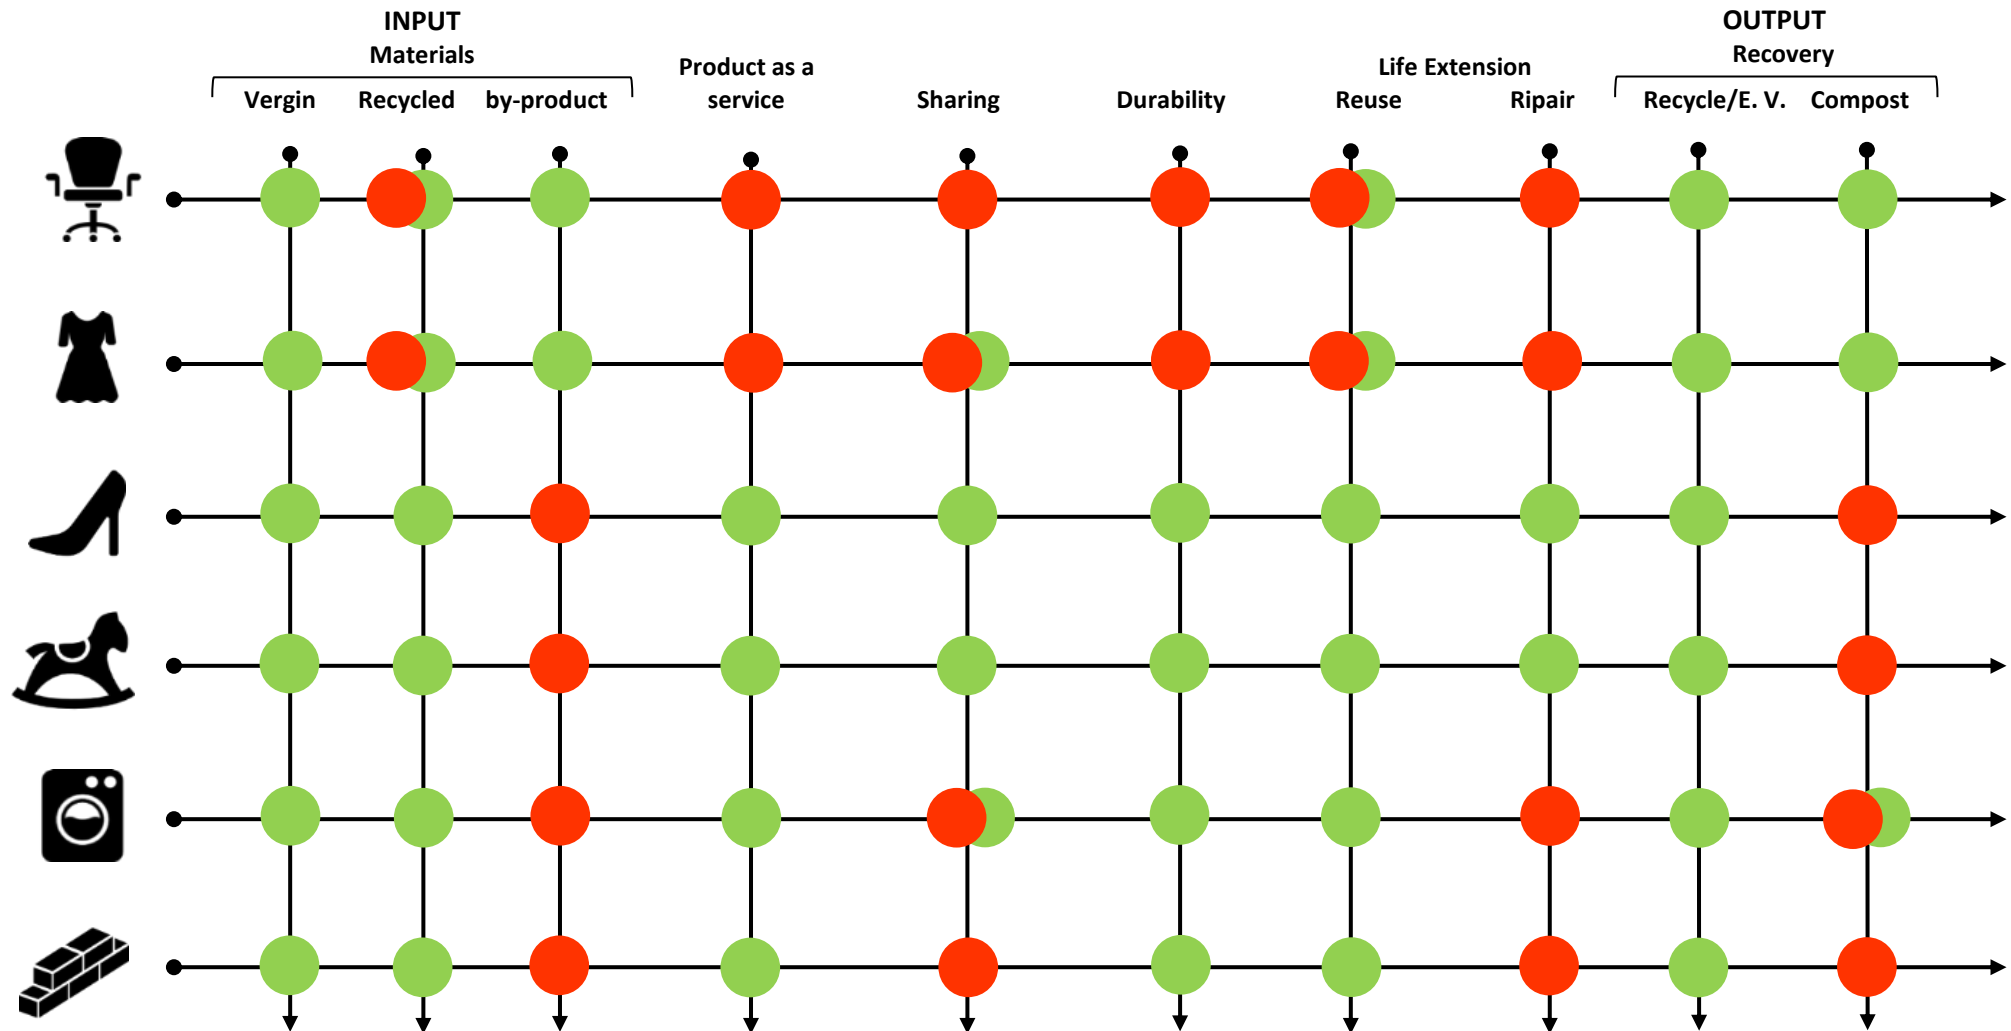 INPUT
Materials
Vergin Recycled by-product
Product as a
service
Sharing
Durability
Life Extension
Reuse Ripair
OUTPUT
Recovery
Recycle/E. V. Compost